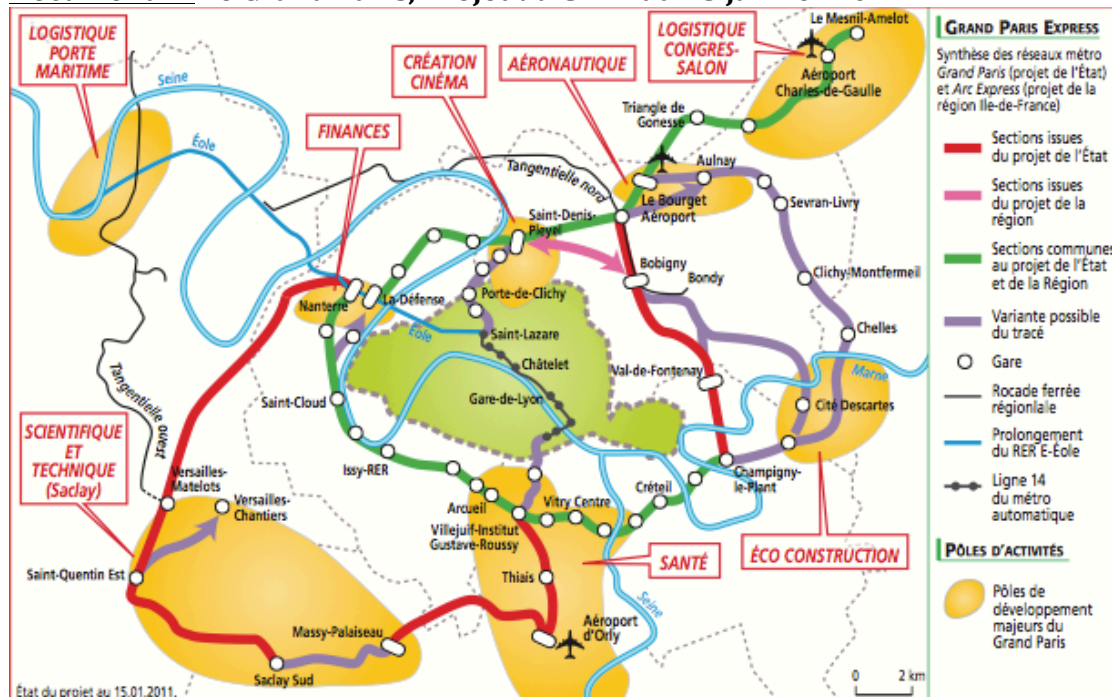 LOGISTIQUE
PORTE
MARITIME
Seine
Éole
FINANCES
CRÉATION
CINÉMA
AÉRONAUTIQUE
LOGISTIQUE
CONGRES-
SALON
Le Mesnil-Amelot
Aéroport
Charles-de-Gaulle
Triangle de
Gonesse
Tangentielle nord
Aulnay
Le Bourget
Aéroport
Sevran-Livry
Saint-Denis-
Pleyel
Bobigny
Bondy
Clichy-Montfermeil
Nanterre
La Défense
Porte-de-Clichy
Éole
Saint-Lazare
Châtelet
Chelles
Marne
Val-de-Fontenay
Gare-de-Lyon
Cité Descartes
Tangentielle ouest
Saint-Cloud
SCIENTIFIQUE
ET
TECHNIQUE
(Saclay)
Versailles-
Matelots
Versailles-
Chantiers
Issy-RER
Arcueil
Vitry Centre
Créteil
Champigny-
le-Plant
Villejuif-Institut
Gustave-Roussy
SANTÉ
ÉCO CONSTRUCTION
Saint-Quentin Est
Thiais
Seine
Massy-Palaiseau
Aéroport
d'Orly
Saclay Sud
État du projet au 15.01.2011.
0 2 km
GRAND PARIS EXPRESS
Synthèse des réseaux métro
Grand Paris (projet de l'État)
et Arc Express (projet de la
région Ile-de-France)
Sections issues
du projet de l'État
Sections issues
du projet de la
région
Sections communes
au projet de l'État
et de la Région
Variante possible
du tracé
Gare
Rocade ferrée
régionlale
Prolongement
du RER E-Éole
Ligne 14
du métro
automatique
PÔLES D'ACTIVITÉS
Pôles de
développement
majeurs du
Grand Paris